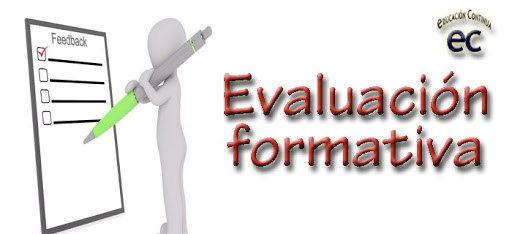 Feedback
Educación Continua
ec
Evaluación
formativa